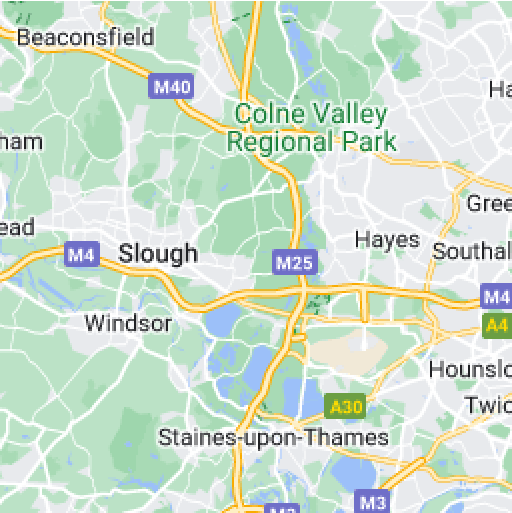 Beaconsfield
M40
Ha
Colne Valley
Regional Park
ham
Gree
ead
Hayes
Slough
Southal
M4
M25
M4
Windsor
A4
Hounslo
A30
Twic
Staines-upon-Thames
M3